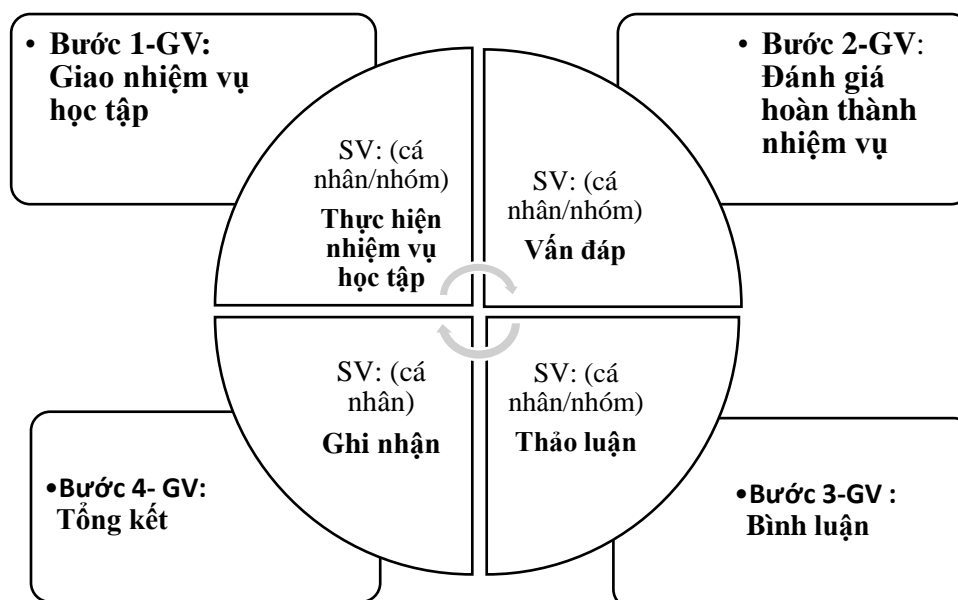 • Bước 1-GV:
Giao nhiệm vụ
học tập
• Bước 2-GV:
Đánh giá
hoàn thành
nhiệm vụ
SV: (cá
nhân/nhóm)
Thực hiện
nhiệm vụ
học tập
SV: (cá
nhân/nhóm)
Vấn đáp
SV: (cá
nhân)
Ghi nhận
SV: (cá
nhân/nhóm)
Thảo luận
•Bước 4- GV:
Tổng kết
•Bước 3-GV :
Bình luận